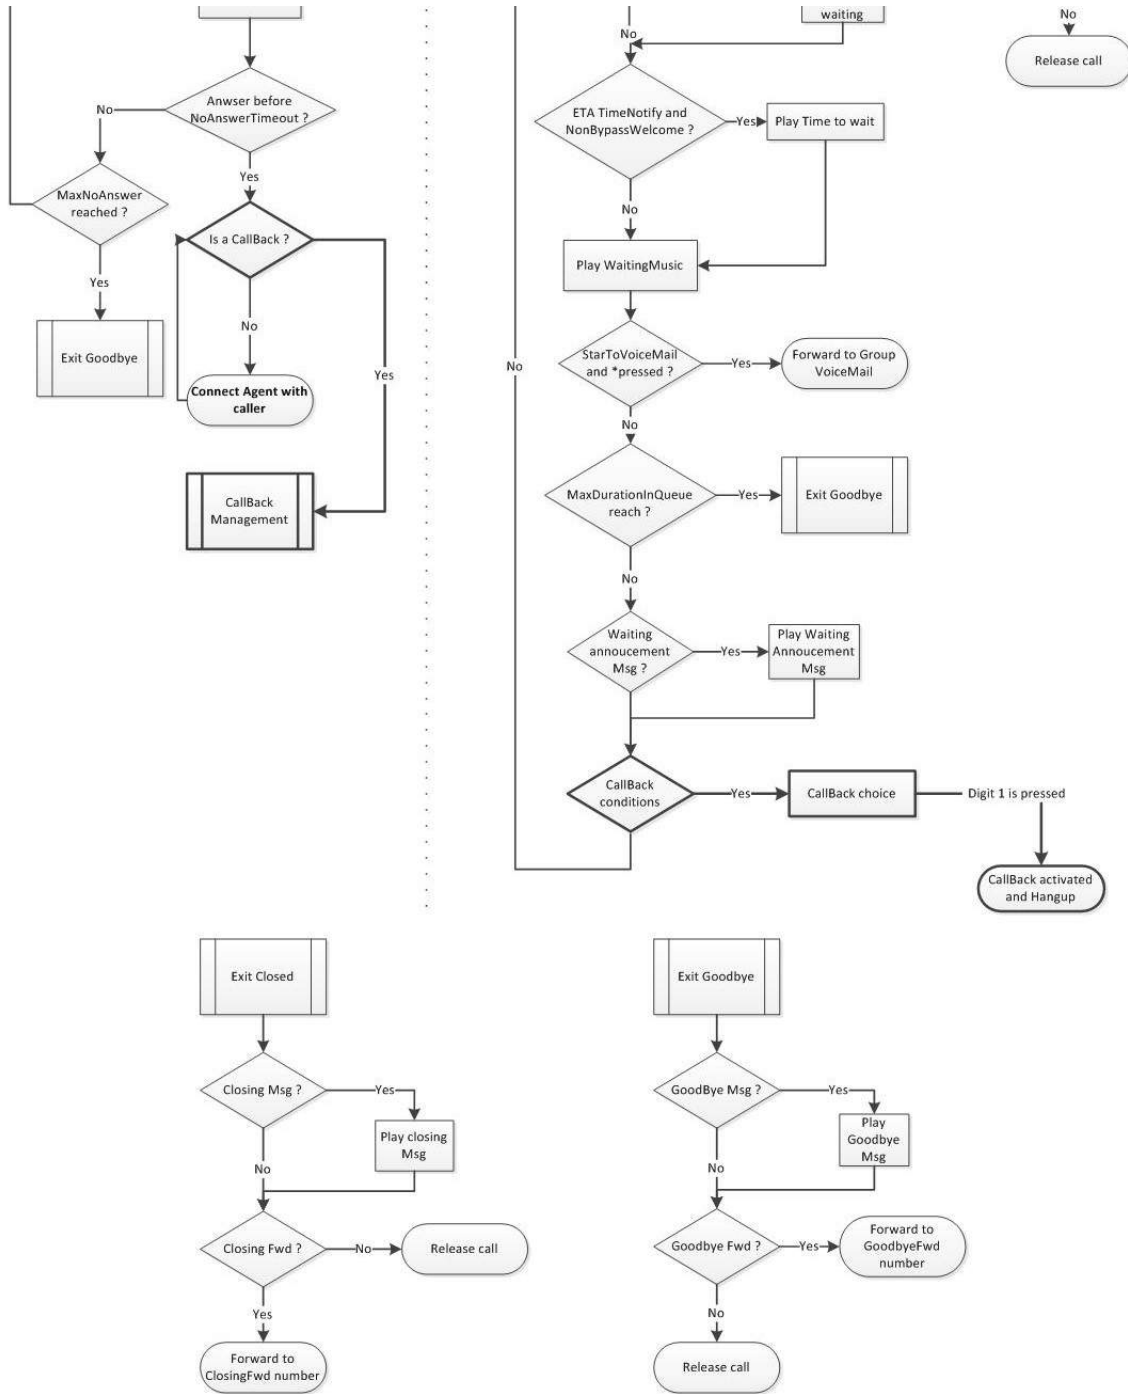 waiting
No
No
Release call
Anwser before
NoAnswerTimeout ?
No
Yes
ETA TimeNotify and
NonBypassWelcome ?
Yes
Play Time to wait
MaxNoAnswer
reached ?
Yes
Exit Goodbye
Is a CallBack ?
No
Yes
Connect Agent with
caller
CallBack
Management
No
Play WaitingMusic
No
StarToVoiceMail
and *pressed ?
Yes
Forward to Group
VoiceMail
No
MaxDurationInQueue
reach ?
Yes
Exit Goodbye
No
Waiting
annoucement
Msg ?
Yes
Play Waiting
Annoucement
Msg
CallBack
conditions
Yes
CallBack choice
Digit 1 is pressed
CallBack activated
and Hangup
Exit Closed
Closing Msg ?
Yes
Play closing
Msg
No
Closing Fwd ?
No
Release call
Yes
Forward to
ClosingFwd number
Exit Goodbye
GoodBye Msg ?
Yes
Play
Goodbye
Msg
No
Goodbye Fwd ?
Yes
Forward to
GoodbyeFwd
number
No
Release call